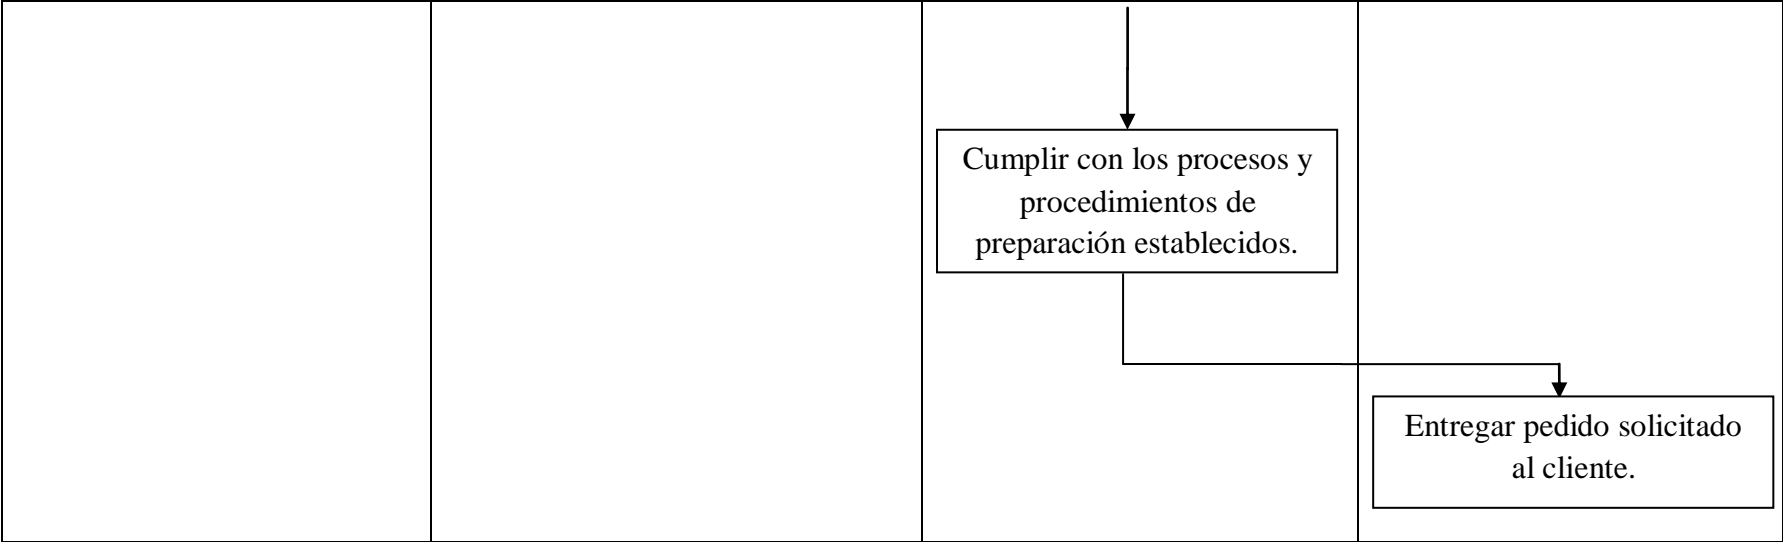 Cumplir con los procesos y
procedimientos de
preparación establecidos.
Entregar pedido solicitado
al cliente.